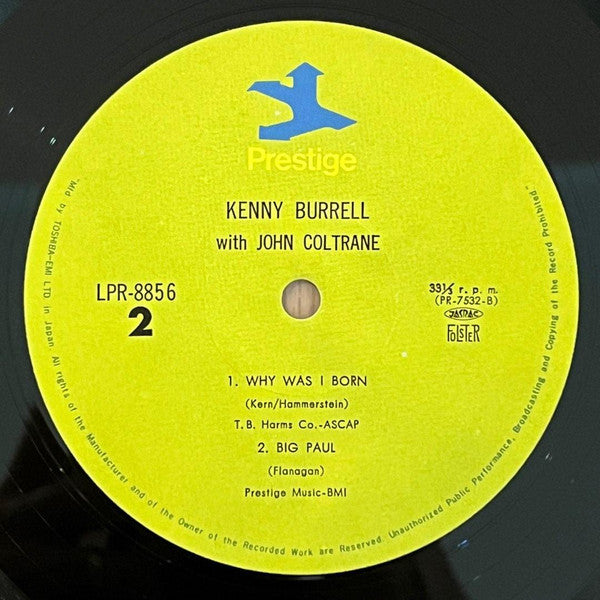 Prestige
KENNY BURRELL
with JOHN COLTRANE
LPR-8856
2
33⅓ r. p. m.
(PR-7532-B)
JASRAC
FOLSTER
1. WHY WAS I BORN
(Kern/Hammerstein)
T. B. Harms Co.-ASCAP
2. BIG PAUL
(Flanagan)
Prestige Music-BMI
"Mfd by TOSHIBA-EMI LTD. in Japan. All rights of the Manufacturer and of the Owner of the Recorded Work are Reserved. Unauthorized Public Performance, Broadcasting and Copying of the Record Prohibited"